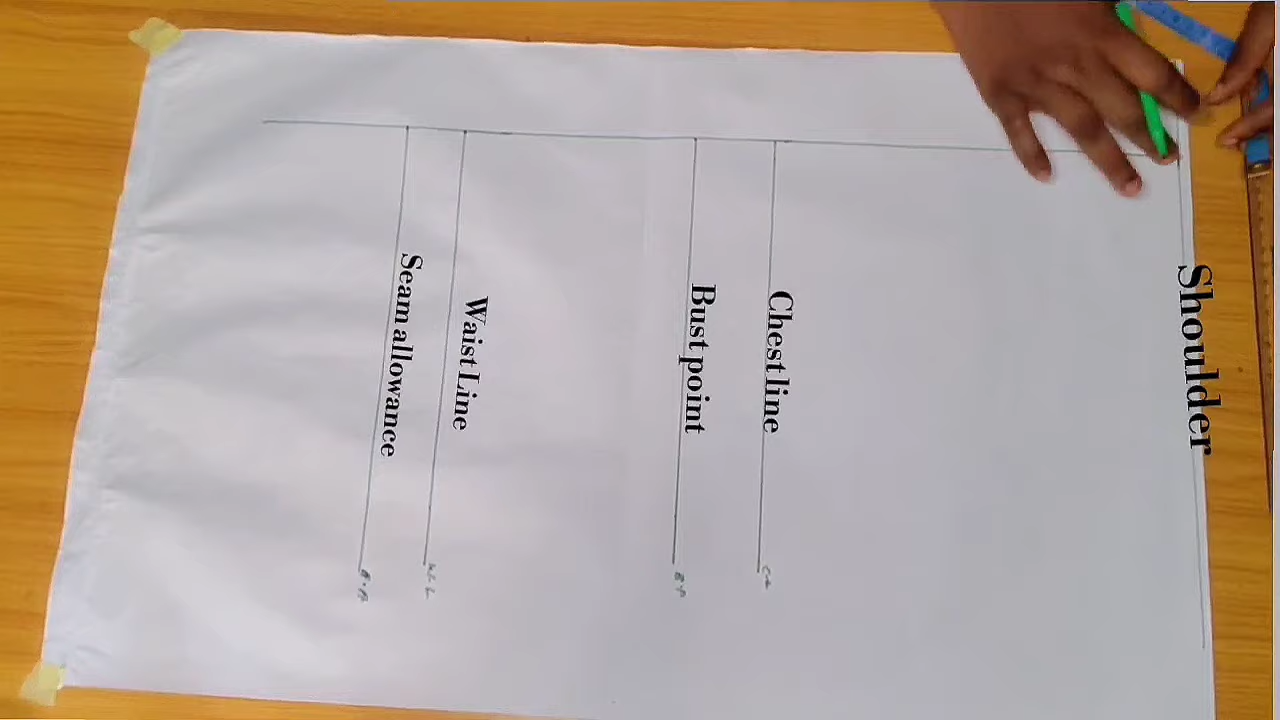 Shoulder
Chest line
Bust point
Waist Line
Seam allowance
B.P
W.L